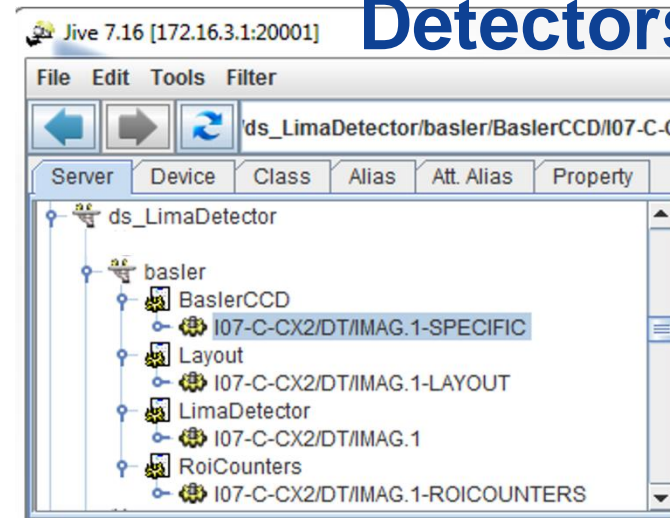 Detectors
Jive 7.16 [172.16.3.1:20001]
File Edit Tools Filter
ds_LimaDetector/basler/BaslerCCD/I07-C-
Server Device Class Alias Att. Alias Property
ds_LimaDetector
basler
BaslerCCD
I07-C-CX2/DT/IMAG.1-SPECIFIC
Layout
I07-C-CX2/DT/IMAG.1-LAYOUT
LimaDetector
I07-C-CX2/DT/IMAG.1
RoiCounters
I07-C-CX2/DT/IMAG.1-ROICOUNTERS